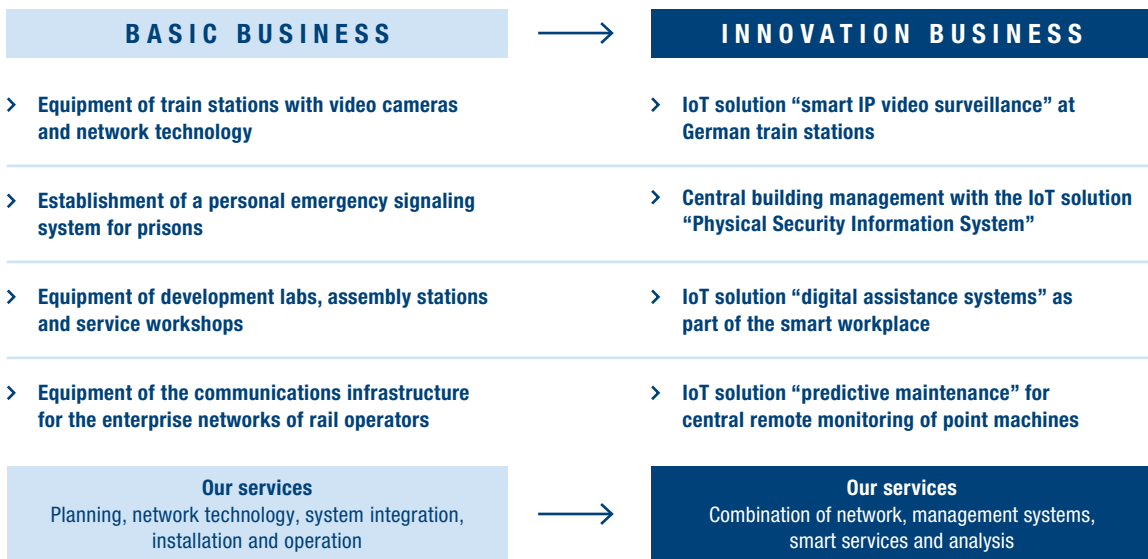 BASIC BUSINESS
INNOVATION BUSINESS
Equipment of train stations with video cameras
and network technology
IoT solution “smart IP video surveillance” at
German train stations
Establishment of a personal emergency signaling
system for prisons
Central building management with the IoT solution
“Physical Security Information System”
Equipment of development labs, assembly stations
and service workshops
IoT solution “digital assistance systems” as
part of the smart workplace
Equipment of the communications infrastructure
for the enterprise networks of rail operators
IoT solution “predictive maintenance” for
central remote monitoring of point machines
Our services
Planning, network technology, system integration,
installation and operation
Our services
Combination of network, management systems,
smart services and analysis